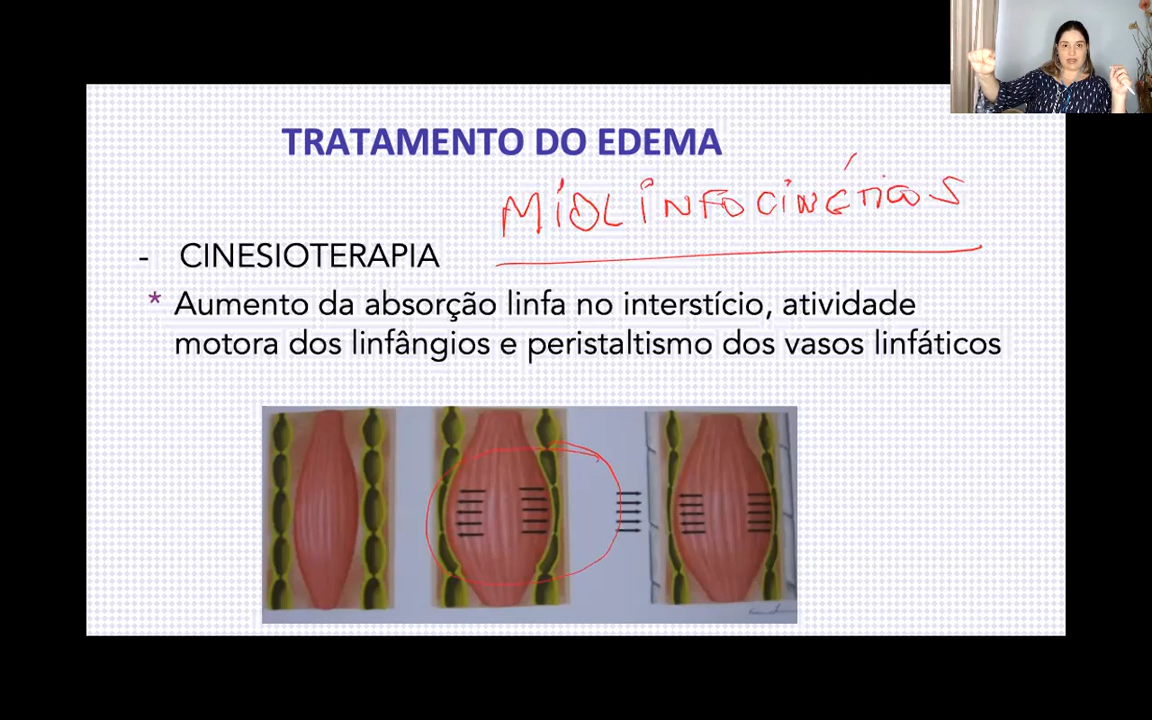 TRATAMENTO DO EDEMA
MIOLINFOCINÉTICOS
- CINESIOTERAPIA
* Aumento da absorção linfa no interstício, atividade
motora dos linfângios e peristaltismo dos vasos linfáticos